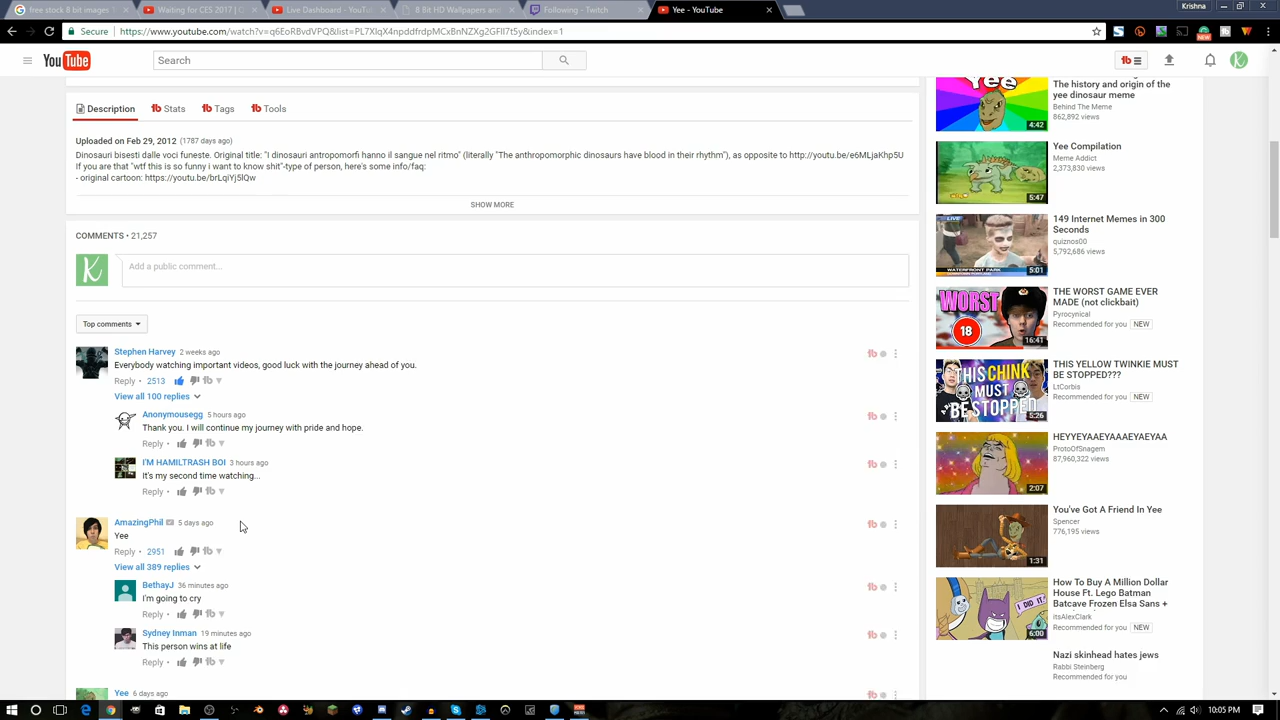 free stock 8 bit images
Waiting for CES 2017 | G
Live Dashboard - YouTu
8 Bit HD Wallpapers and
Following - Twitch
Yee - YouTube
Krishna
Secure
https://www.youtube.com/watch?v=q6EoRBvdVPQ&list=PL7XlqX4npddfrdpMCxBnNZXg2GFIl7t5y&index=1
YouTube
Search
Description
Stats
Tags
Tools
Uploaded on Feb 29, 2012 (1787 days ago)
Dinosauri bisesti dalle voci funeste. Original title: "I dinosauri antropomorfi hanno il sangue nel ritmo" (literally "The anthropomorphic dinosaurs have blood in their rhythm"), as opposite to http://youtu.be/e6MLjaKhp5U
If you are that "wtf this is so funny i want to know shit"-type of person, here's some info/faq:
- original cartoon: https://youtu.be/brLqiYj5lQw
SHOW MORE
COMMENTS • 21,257
Add a public comment...
Top comments
Stephen Harvey 2 weeks ago
Everybody watching important videos, good luck with the journey ahead of you.
Reply • 2513
View all 100 replies
Anonymousegg 5 hours ago
Thank you. I will continue my journey with pride and hope.
Reply •
I'M HAMILTRASH BOI 3 hours ago
It's my second time watching...
Reply •
AmazingPhil 5 days ago
Yee
Reply • 2951
View all 389 replies
BethayJ 36 minutes ago
I'm going to cry
Reply •
Sydney Inman 19 minutes ago
This person wins at life
Reply •
Yee 6 days ago
Yee
4:42
The history and origin of the
yee dinosaur meme
Behind The Meme
862,892 views
5:47
Yee Compilation
Meme Addict
2,373,830 views
LIVE
WATERFRONT PARK
5:01
149 Internet Memes in 300
Seconds
quiznos00
5,792,686 views
WORST
18
16:41
THE WORST GAME EVER
MADE (not clickbait)
Pyrocynical
Recommended for you NEW
THIS CHINK
MUST
BE STOPPED
5:26
THIS YELLOW TWINKIE MUST
BE STOPPED???
LtCorbis
Recommended for you NEW
2:07
HEYYEYAAEYAAAEYAEYAA
ProtoOfSnagem
87,960,322 views
1:31
You've Got A Friend In Yee
Spencer
776,195 views
I DID IT
6:00
How To Buy A Million Dollar
House Ft. Lego Batman
Batcave Frozen Elsa Sans +
itsAlexClark
Recommended for you NEW
Nazi skinhead hates jews
Rabbi Steinberg
Recommended for you
10:05 PM